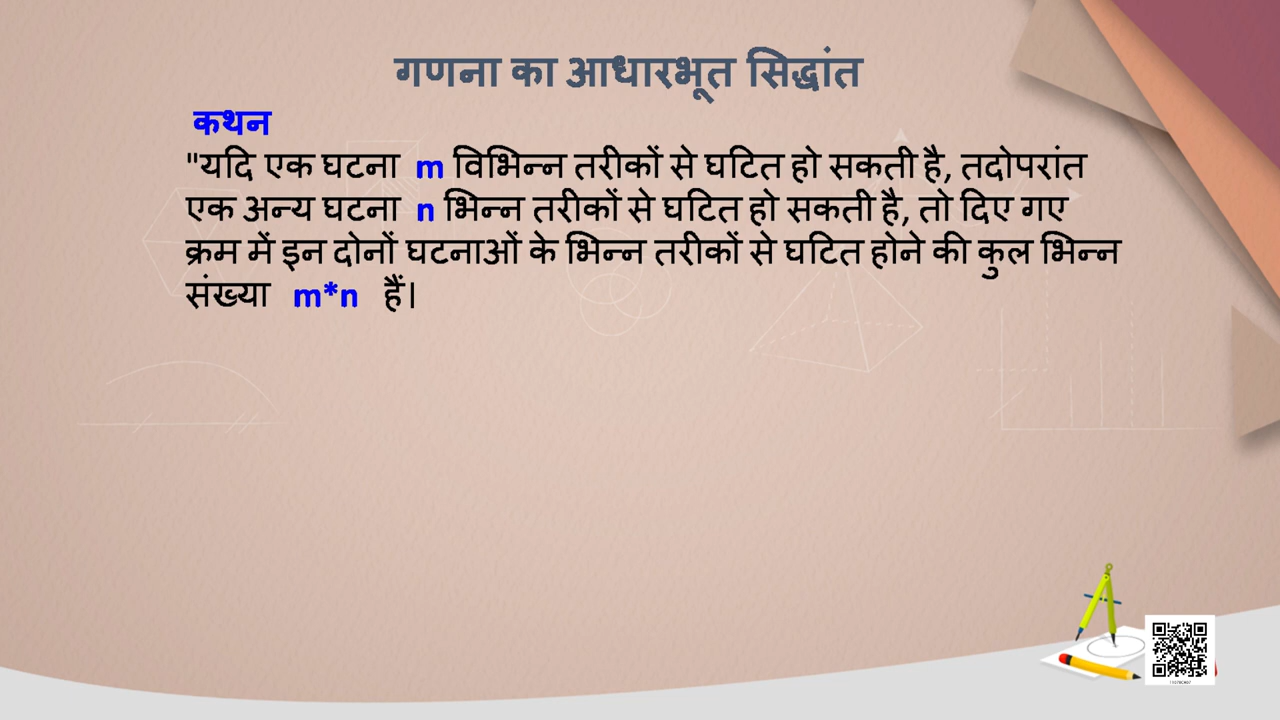 गणना का आधारभूत सिद्धांत
कथन
"यदि एक घटना m विभिन्न तरीकों से घटित हो सकती है, तदोपरांत
एक अन्य घटना n भिन्न तरीकों से घटित हो सकती है, तो दिए गए
क्रम में इन दोनों घटनाओं के भिन्न तरीकों से घटित होने की कुल भिन्न
संख्या m*n हैं।